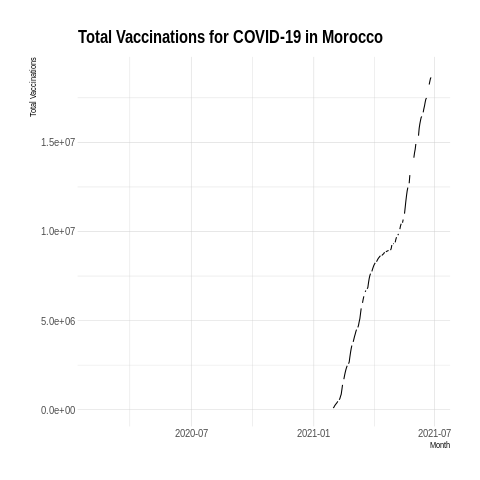 Total Vaccinations for COVID-19 in Morocco
Total Vaccinations
1.5e+07
1.0e+07
5.0e+06
0.0e+00
2020-07 2021-01 2021-07
Month